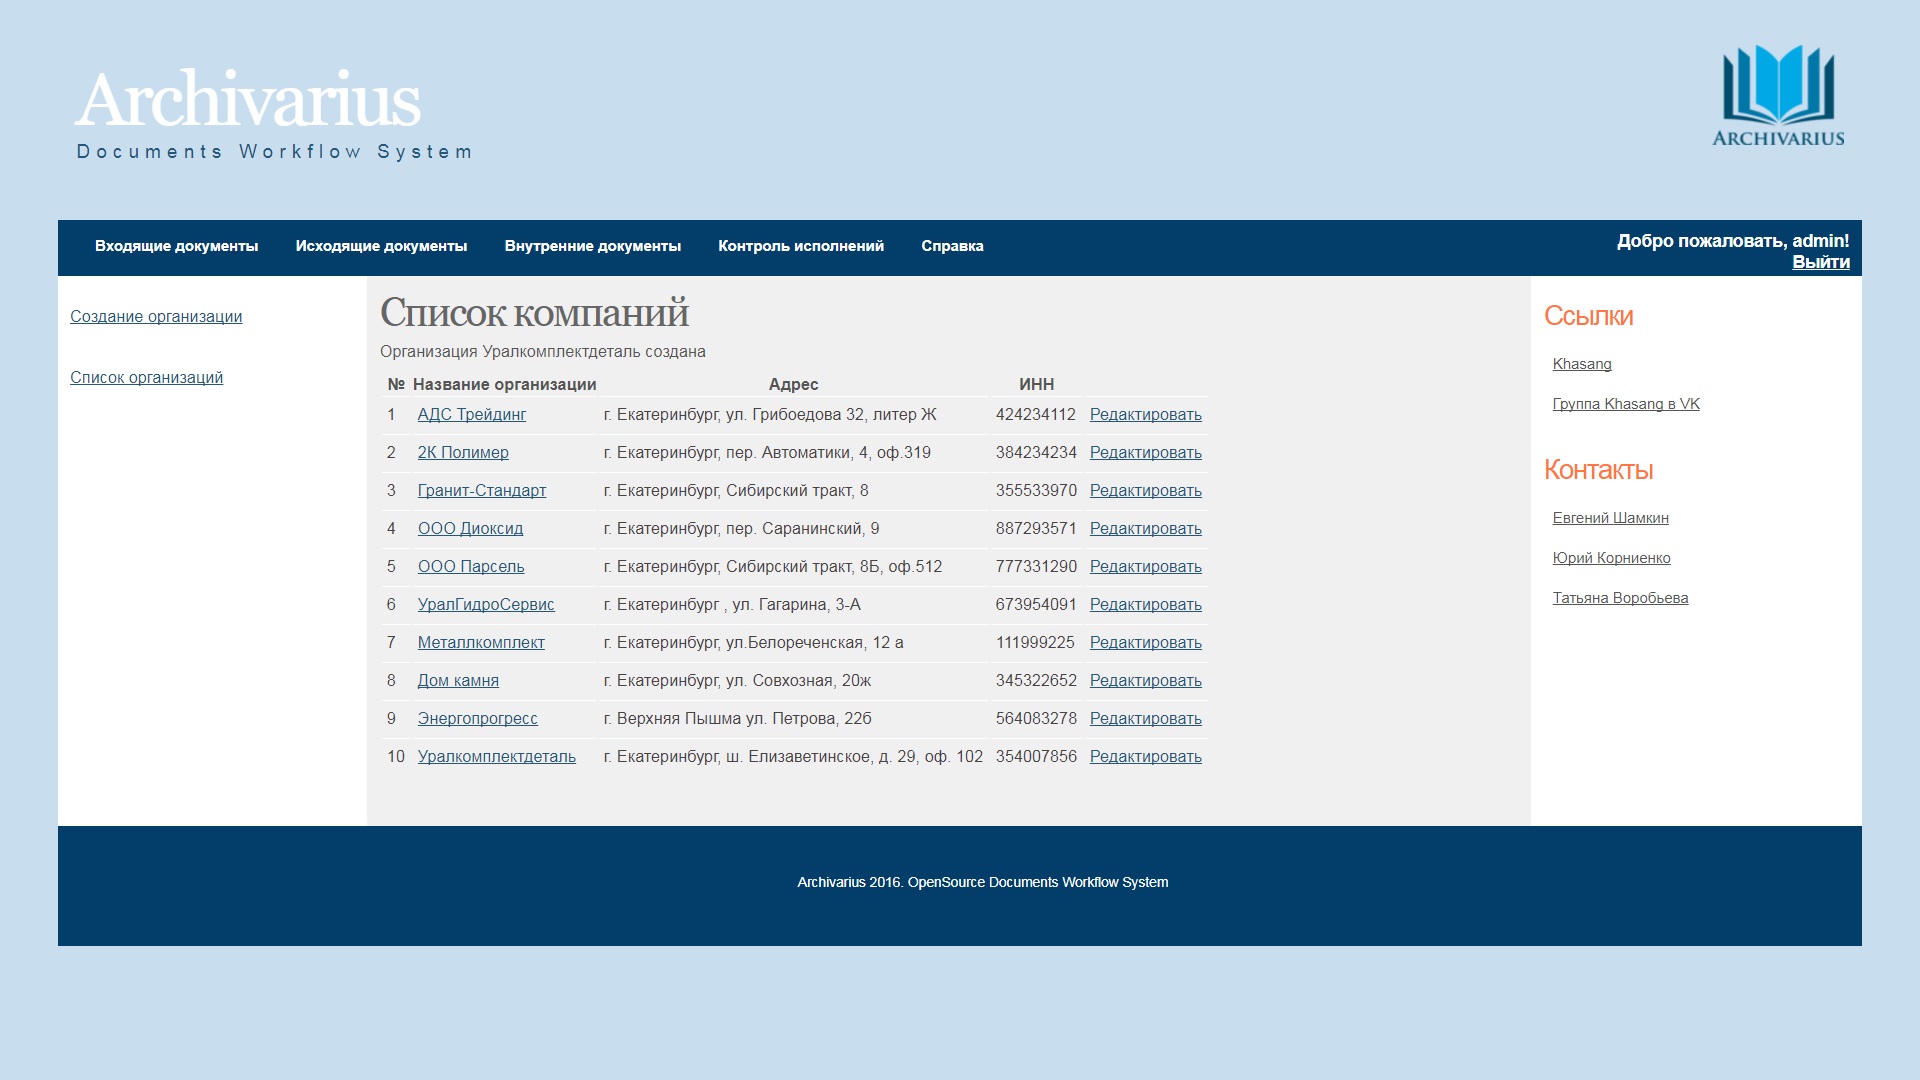 Archivarius
Documents Workflow System
ARCHIVARIUS
Входящие документы Исходящие документы Внутренние документы Контроль исполнений Справка
Добро пожаловать, admin!
Выйти
Создание организации
Список организаций
Список компаний
Организация Уралкомплектдеталь создана
№ Название организации Адрес ИНН
1 АДС Трейдинг г. Екатеринбург, ул. Грибоедова 32, литер Ж 424234112 Редактировать
2 2К Полимер г. Екатеринбург, пер. Автоматики, 4, оф.319 384234234 Редактировать
3 Гранит-Стандарт г. Екатеринбург, Сибирский тракт, 8 355533970 Редактировать
4 ООО Диоксид г. Екатеринбург, пер. Саранинский, 9 887293571 Редактировать
5 ООО Парсель г. Екатеринбург, Сибирский тракт, 8Б, оф.512 777331290 Редактировать
6 УралГидроСервис г. Екатеринбург , ул. Гагарина, 3-А 673954091 Редактировать
7 Металлкомплект г. Екатеринбург, ул.Белореченская, 12 а 111999225 Редактировать
8 Дом камня г. Екатеринбург, ул. Совхозная, 20ж 345322652 Редактировать
9 Энергопрогресс г. Верхняя Пышма ул. Петрова, 22б 564083278 Редактировать
10 Уралкомплектдеталь г. Екатеринбург, ш. Елизаветинское, д. 29, оф. 102 354007856 Редактировать
Ссылки
Khasang
Группа Khasang в VK
Контакты
Евгений Шамкин
Юрий Корниенко
Татьяна Воробьева
Archivarius 2016. OpenSource Documents Workflow System